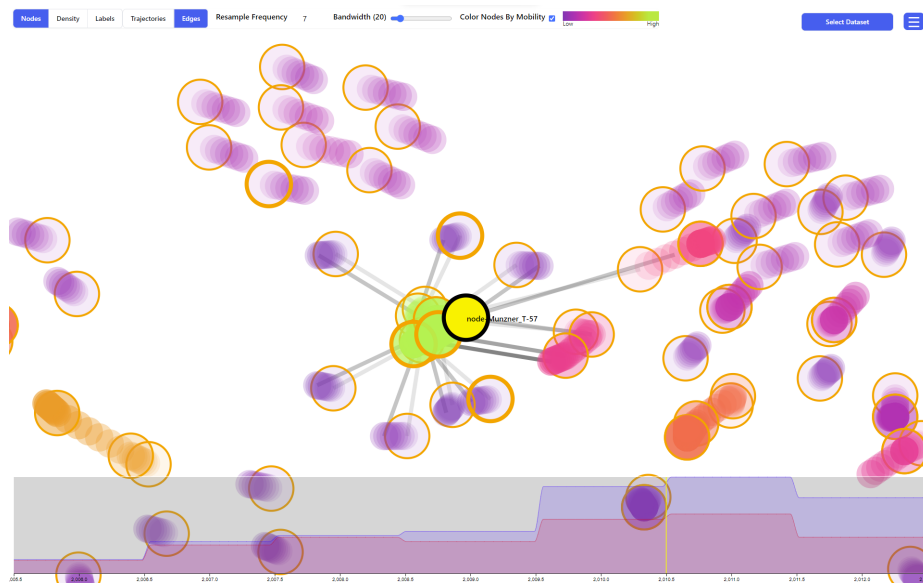 Nodes Density Labels Trajectories Edges Resample Frequency 7 Bandwidth (20) Color Nodes By Mobility Low High Select Dataset
node-Munzner_T-57
2,006.5 2,007.0 2,007.5 2,008.0 2,009.0 2,009.5 2,010.0 2,010.5 2,011.0 2,011.5 2,012.0